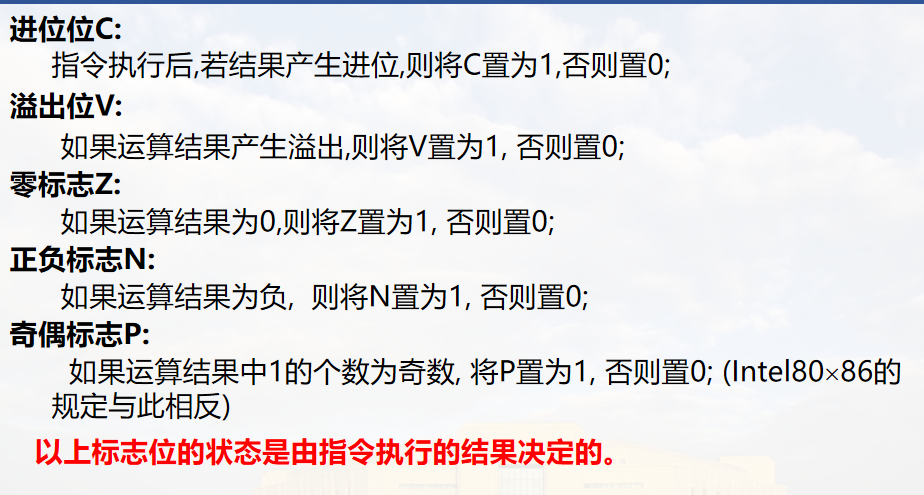 进位位C:
指令执行后,若结果产生进位,则将C置为1,否则置0;
溢出位V:
如果运算结果产生溢出,则将V置为1, 否则置0;
零标志Z:
如果运算结果为0,则将Z置为1, 否则置0;
正负标志N:
如果运算结果为负, 则将N置为1, 否则置0;
奇偶标志P:
如果运算结果中1的个数为奇数, 将P置为1, 否则置0; (Intel80×86的
规定与此相反)
以上标志位的状态是由指令执行的结果决定的。